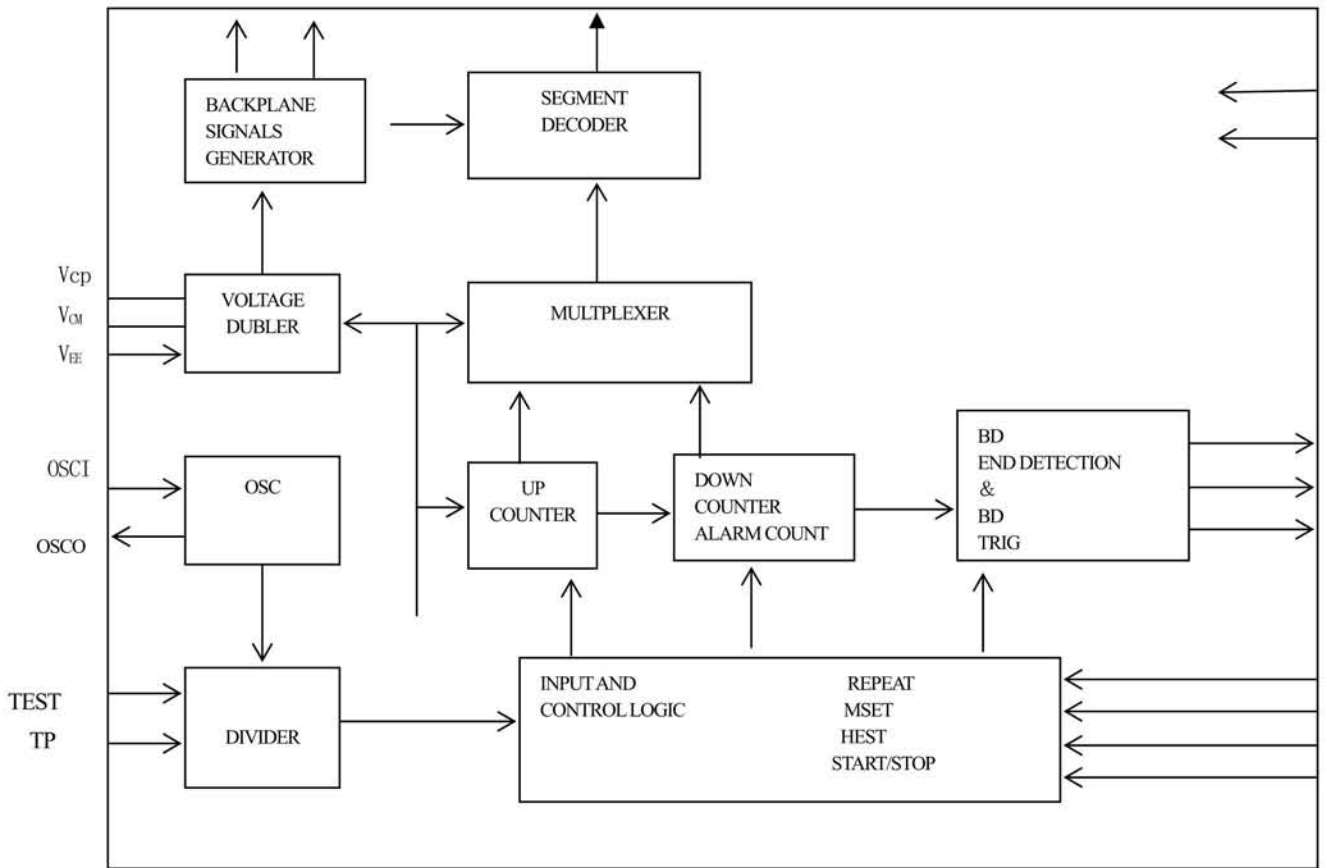 BACKPLANE
SIGNALS
GENERATOR
SEGMENT
DECODER
Vcp
VCM
VEE
VOLTAGE
DUBLER
MULTPLEXER
OSCI
OSCO
OSC
UP
COUNTER
DOWN
COUNTER
ALARM COUNT
BD
END DETECTION
&
BD
TRIG
TEST
TP
DIVIDER
INPUT AND
CONTROL LOGIC
REPEAT
MSET
HEST
START/STOP